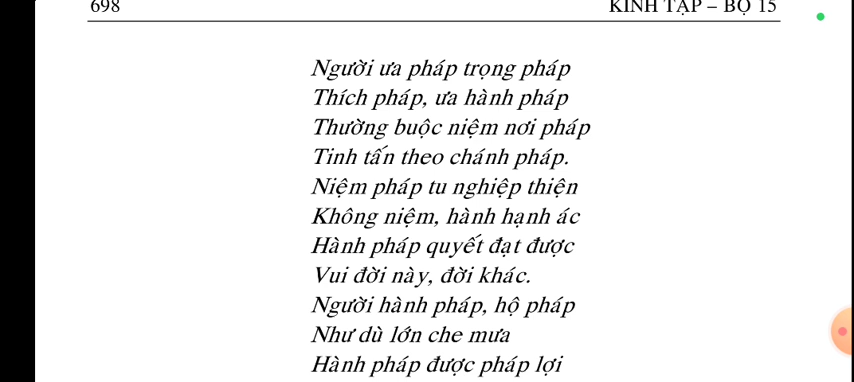 698 KINH TẬP – BỘ 15
Người ưa pháp trọng pháp
Thích pháp, ưa hành pháp
Thường buộc niệm nơi pháp
Tinh tấn theo chánh pháp.
Niệm pháp tu nghiệp thiện
Không niệm, hành hạnh ác
Hành pháp quyết đạt được
Vui đời này, đời khác.
Người hành pháp, hộ pháp
Như dù lớn che mưa
Hành pháp được pháp lợi